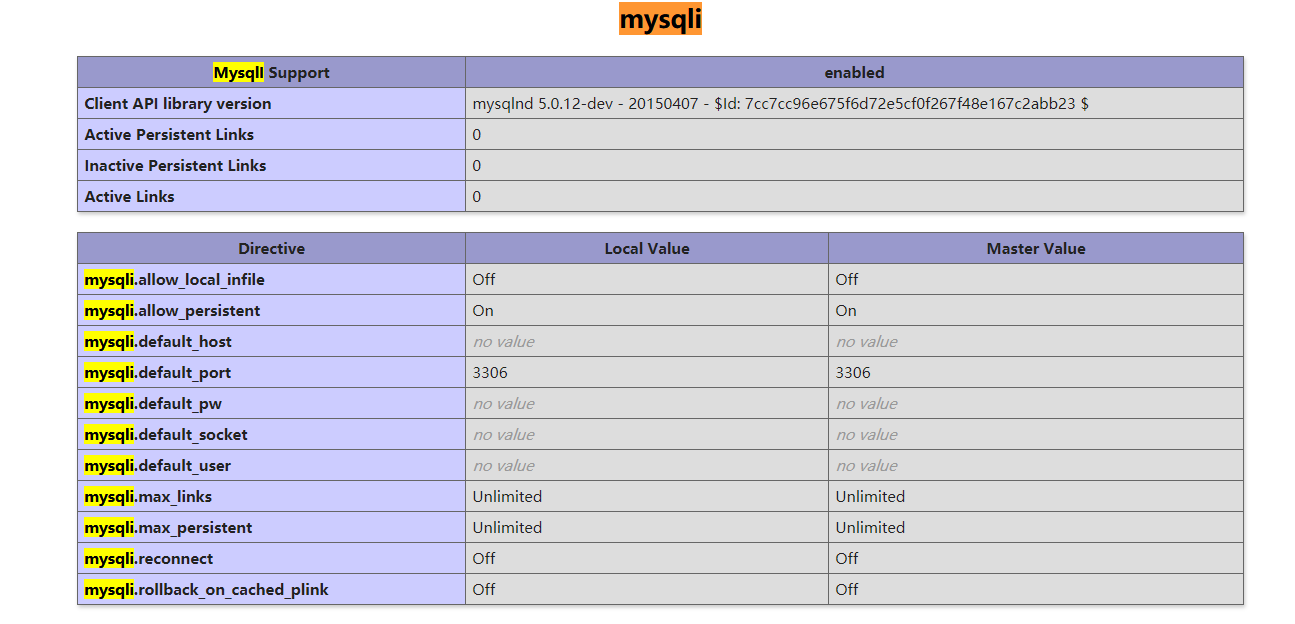 mysqli
MysqlI Support enabled
Client API library version mysqlnd 5.0.12-dev - 20150407 - $Id: 7cc7cc96e675f6d72e5cf0f267f48e167c2abb23 $
Active Persistent Links 0
Inactive Persistent Links 0
Active Links 0
Directive Local Value Master Value
mysqli.allow_local_infile Off Off
mysqli.allow_persistent On On
mysqli.default_host no value no value
mysqli.default_port 3306 3306
mysqli.default_pw no value no value
mysqli.default_socket no value no value
mysqli.default_user no value no value
mysqli.max_links Unlimited Unlimited
mysqli.max_persistent Unlimited Unlimited
mysqli.reconnect Off Off
mysqli.rollback_on_cached_plink Off Off